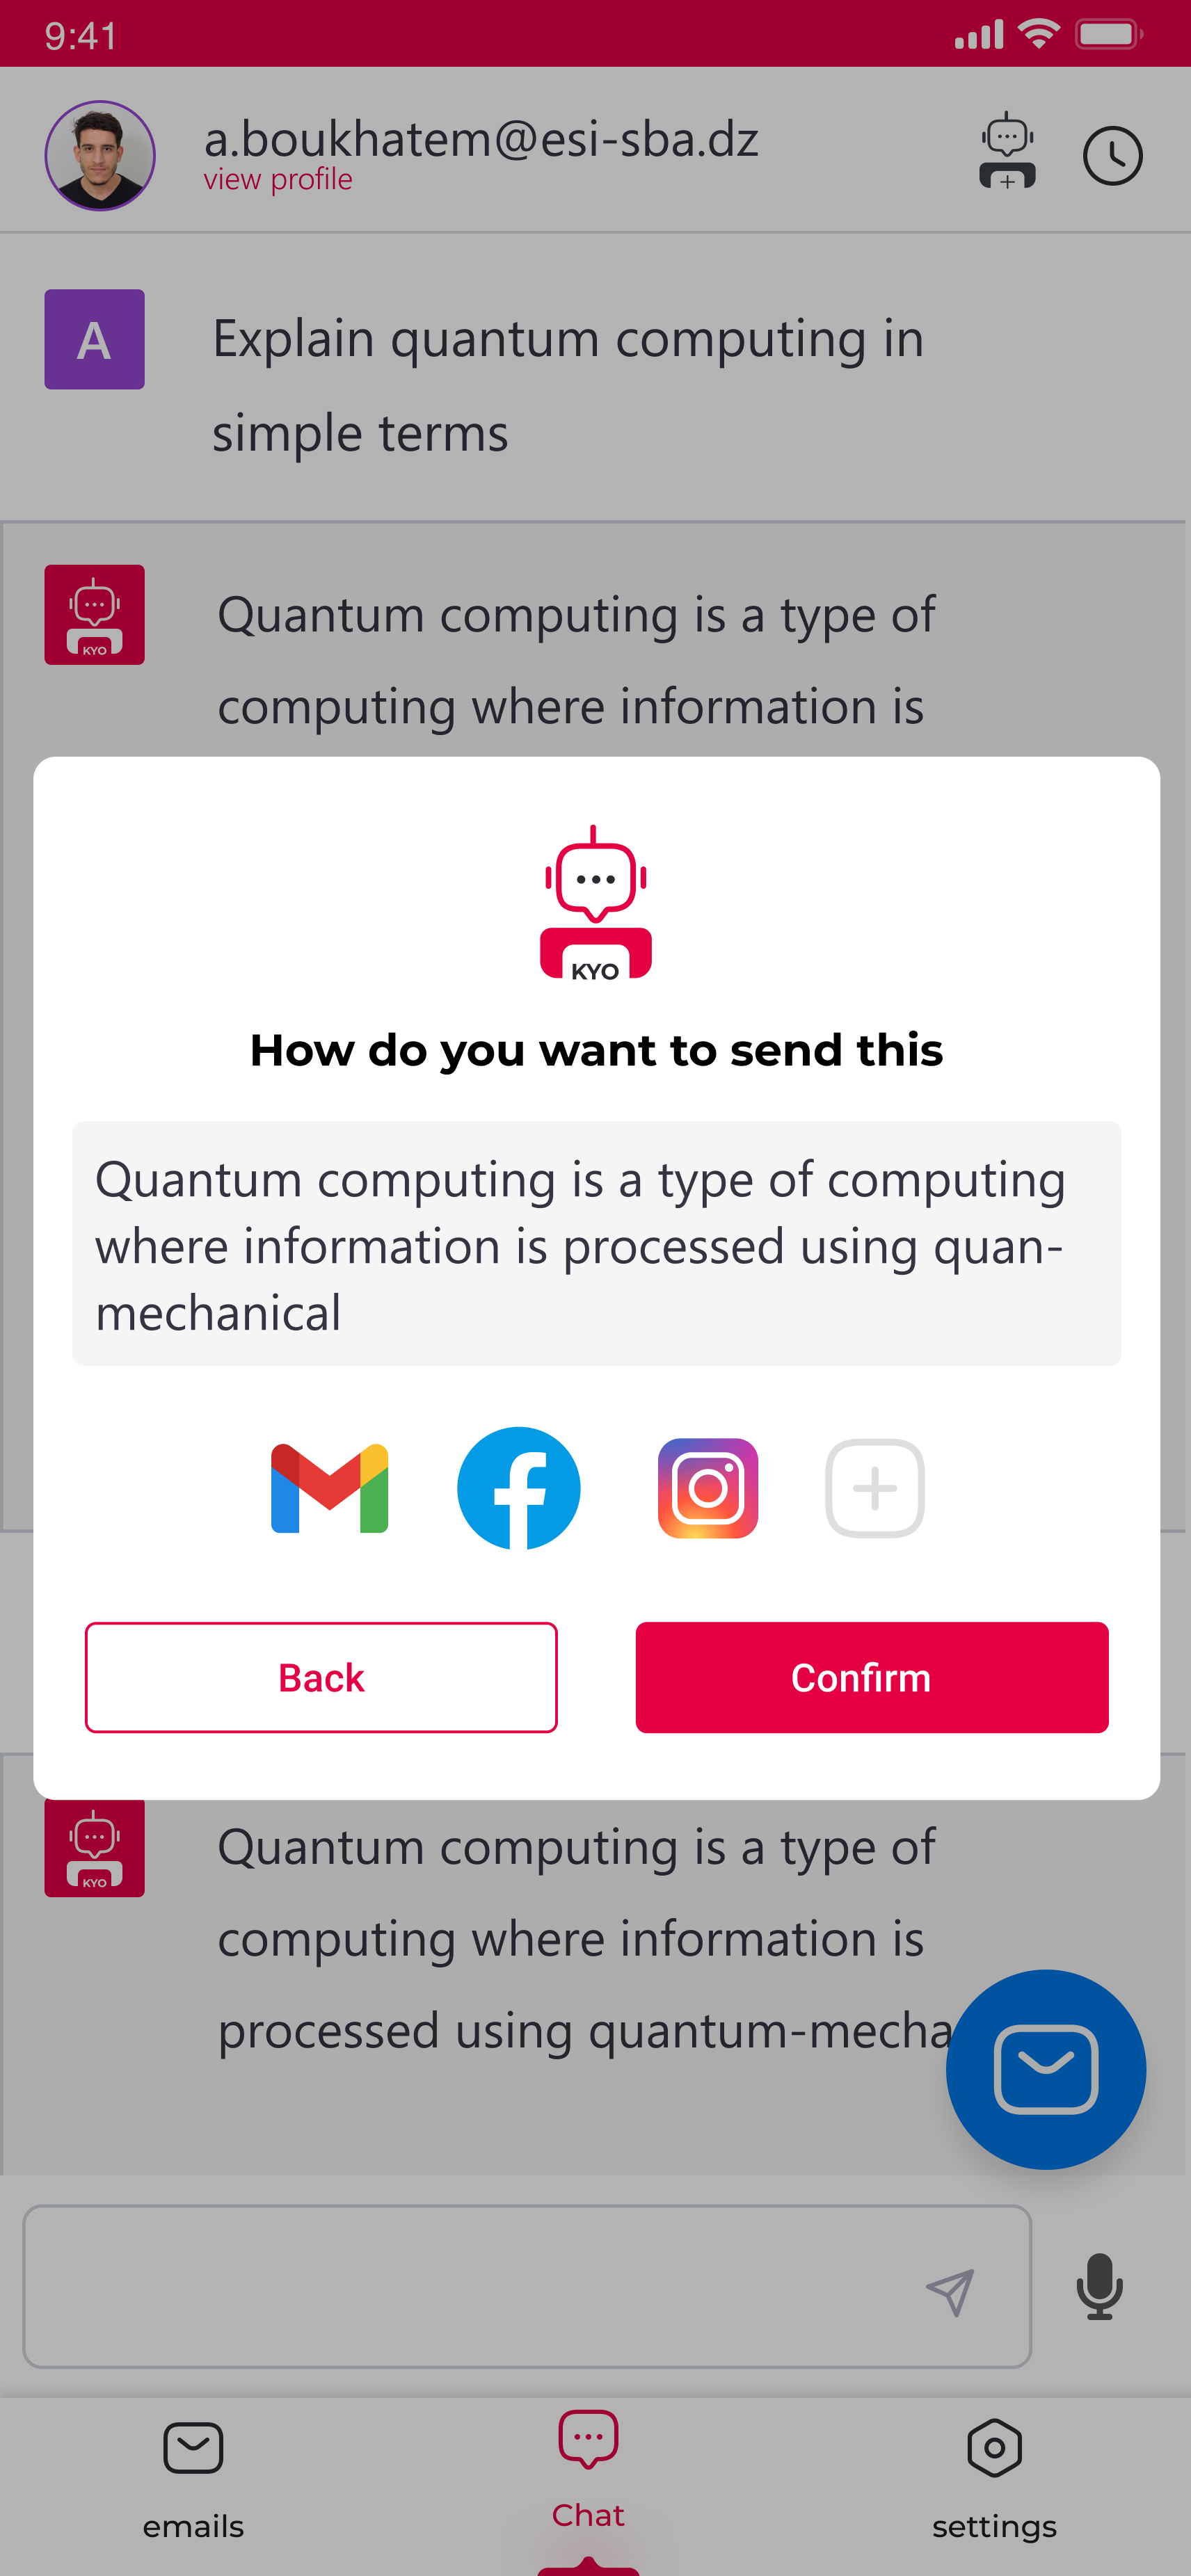 9:41
a.boukhatem@esi-sba.dz
view profile
A
Explain quantum computing in
simple terms
KYO
Quantum computing is a type of
computing where information is
KYO
How do you want to send this
Quantum computing is a type of computing
where information is processed using quan-
mechanical
Back
Confirm
KYO
Quantum computing is a type of
computing where information is
processed using quantum-mecha
emails
Chat
settings